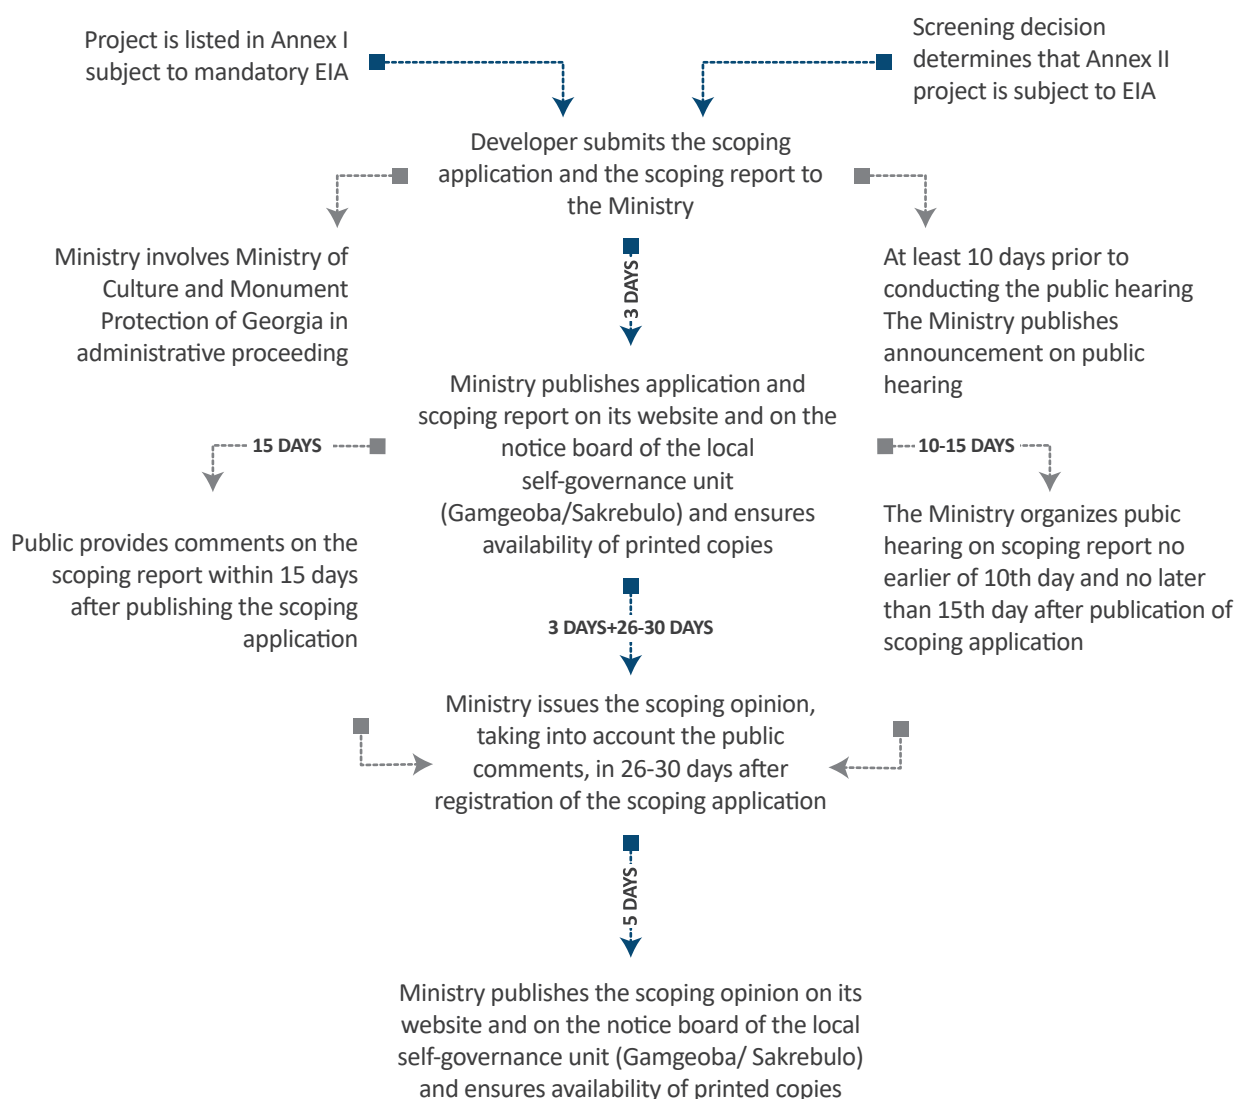 Project is listed in Annex I
subject to mandatory EIA
Screening decision
determines that Annex II
project is subject to EIA
Developer submits the scoping
application and the scoping report to
the Ministry
Ministry involves Ministry of
Culture and Monument
Protection of Georgia in
administrative proceeding
3 DAYS
At least 10 days prior to
conducting the public hearing
The Ministry publishes
announcement on public
hearing
Ministry publishes application and
scoping report on its website and on the
notice board of the local
self-governance unit
(Gamgeoba/Sakrebulo) and ensures
availability of printed copies
15 DAYS
10-15 DAYS
Public provides comments on the
scoping report within 15 days
after publishing the scoping
application
The Ministry organizes pubic
hearing on scoping report no
earlier of 10th day and no later
than 15th day after publication of
scoping application
3 DAYS+26-30 DAYS
Ministry issues the scoping opinion,
taking into account the public
comments, in 26-30 days after
registration of the scoping application
5 DAYS
Ministry publishes the scoping opinion on its
website and on the notice board of the local
self-governance unit (Gamgeoba/ Sakrebulo)
and ensures availability of printed copies